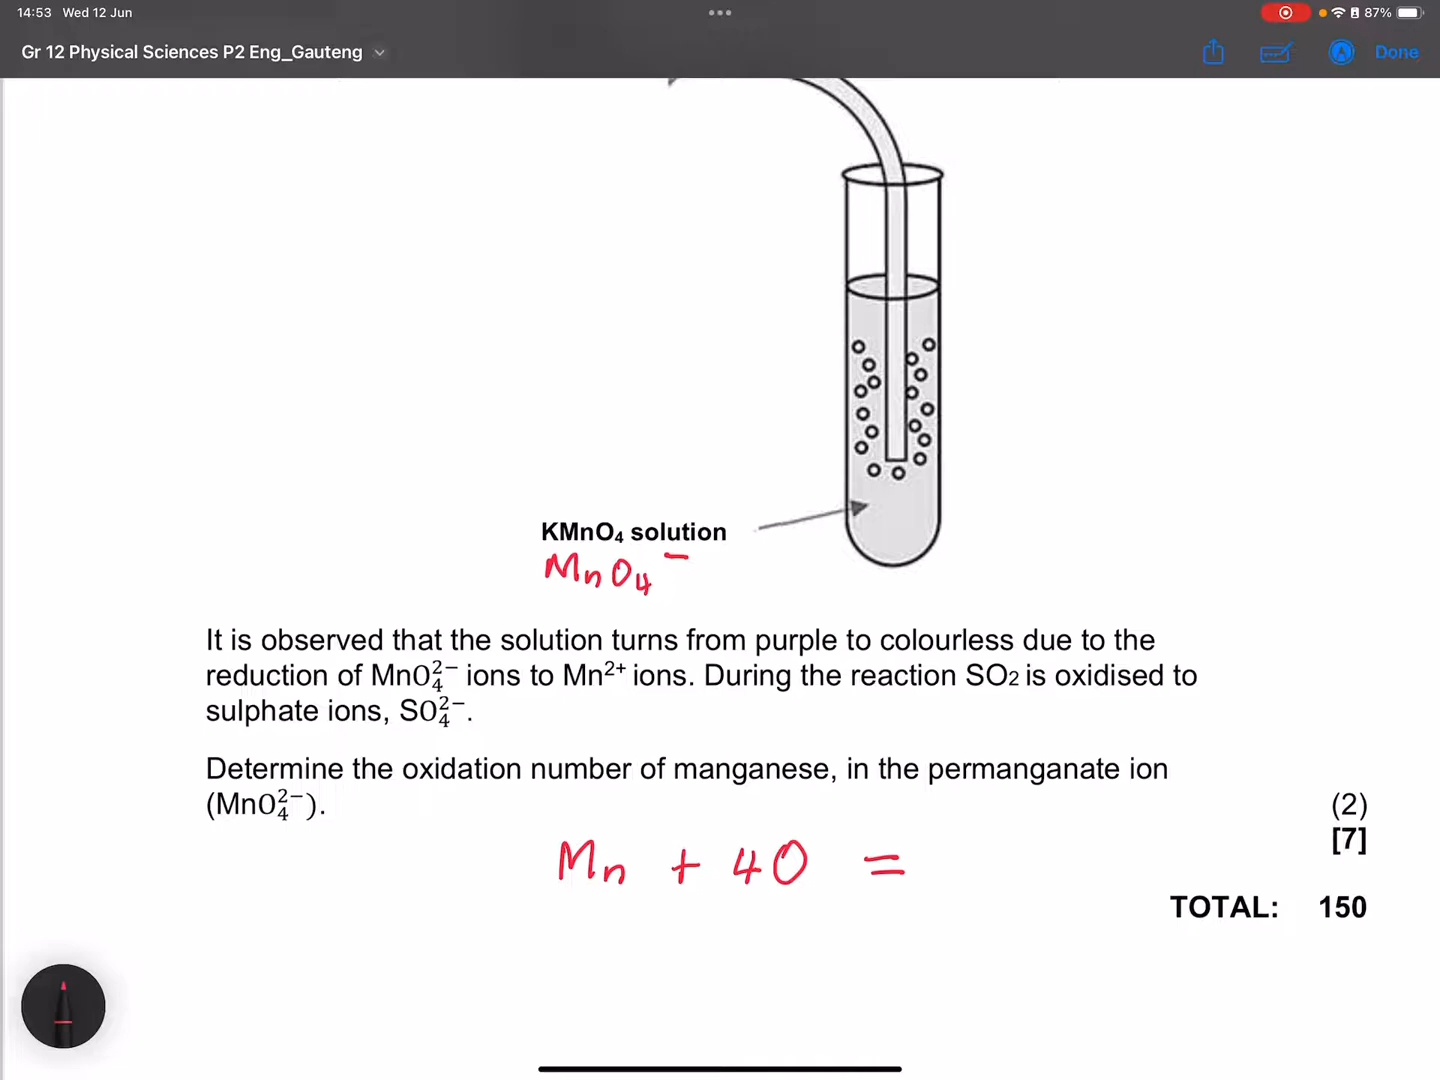 14:53 Wed 12 Jun
87%
Gr 12 Physical Sciences P2 Eng_Gauteng
Done
KMnO₄ solution
MnO₄⁻
It is observed that the solution turns from purple to colourless due to the
reduction of MnO₄²⁻ ions to Mn²⁺ ions. During the reaction SO₂ is oxidised to
sulphate ions, SO₄²⁻.
Determine the oxidation number of manganese, in the permanganate ion
(MnO₄²⁻).
(2)
[7]
Mn + 4O =
TOTAL: 150